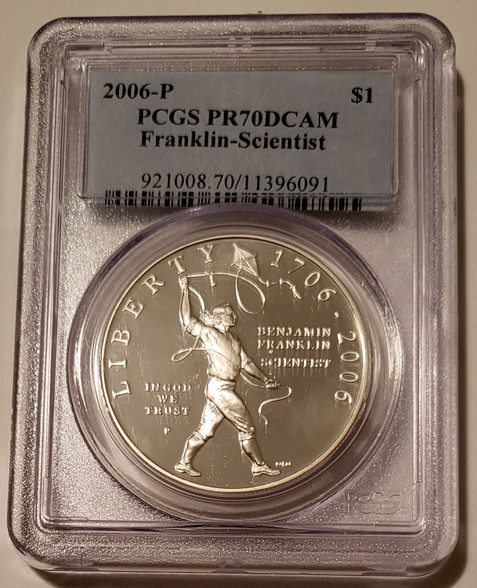 2006-P $1
PCGS PR70DCAM
Franklin-Scientist
921008.70/11396091
LIBERTY 1706-2006
BENJAMIN
FRANKLIN
SCIENTIST
IN GOD
WE
TRUST
P
PCGS